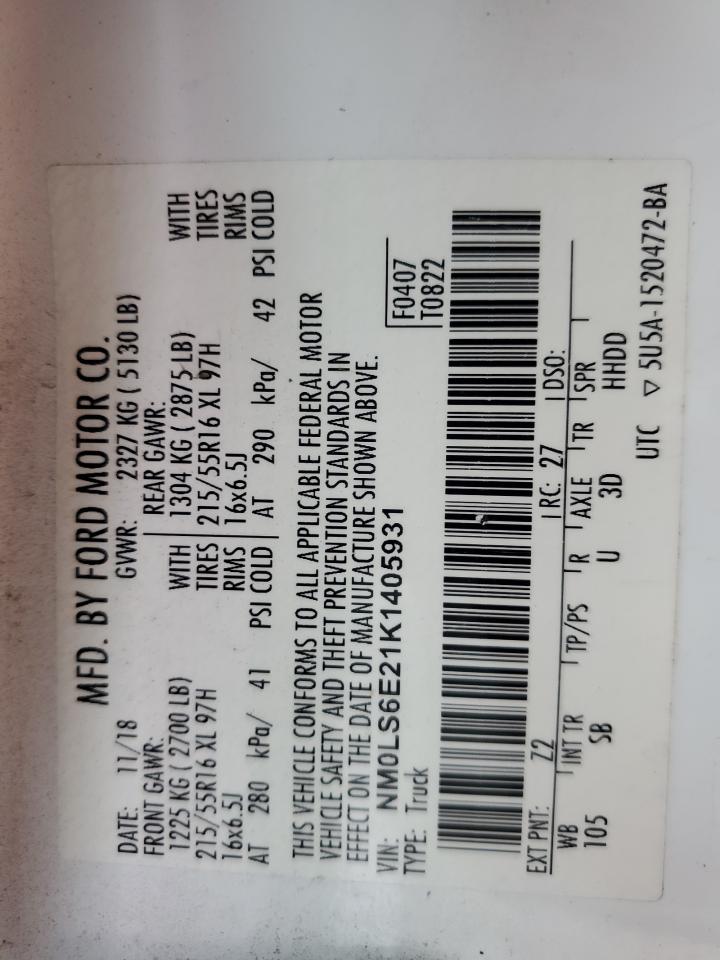 MFD. BY FORD MOTOR CO.
DATE: 11/18 GVWR: 2327 KG ( 5130 LB)
FRONT GAWR: REAR GAWR:
1225 KG ( 2700 LB) WITH 1304 KG ( 2875 LB) WITH
215/55R16 XL 97H TIRES 215/55R16 XL 97H TIRES
16x6.5J RIMS 16x6.5J RIMS
AT 280 kPa/ 41 PSI COLD AT 290 kPa/ 42 PSI COLD
THIS VEHICLE CONFORMS TO ALL APPLICABLE FEDERAL MOTOR
VEHICLE SAFETY AND THEFT PREVENTION STANDARDS IN
EFFECT ON THE DATE OF MANUFACTURE SHOWN ABOVE.
VIN: NM0LS6E21K1405931 F0407
TYPE: Truck T0822
EXT PNT: Z2 RC: 27 DSO:
WB INT TR TP/PS R AXLE TR SPR
105 SB U 3D HHDD
UTC ▽ 5U5A-1520472-BA